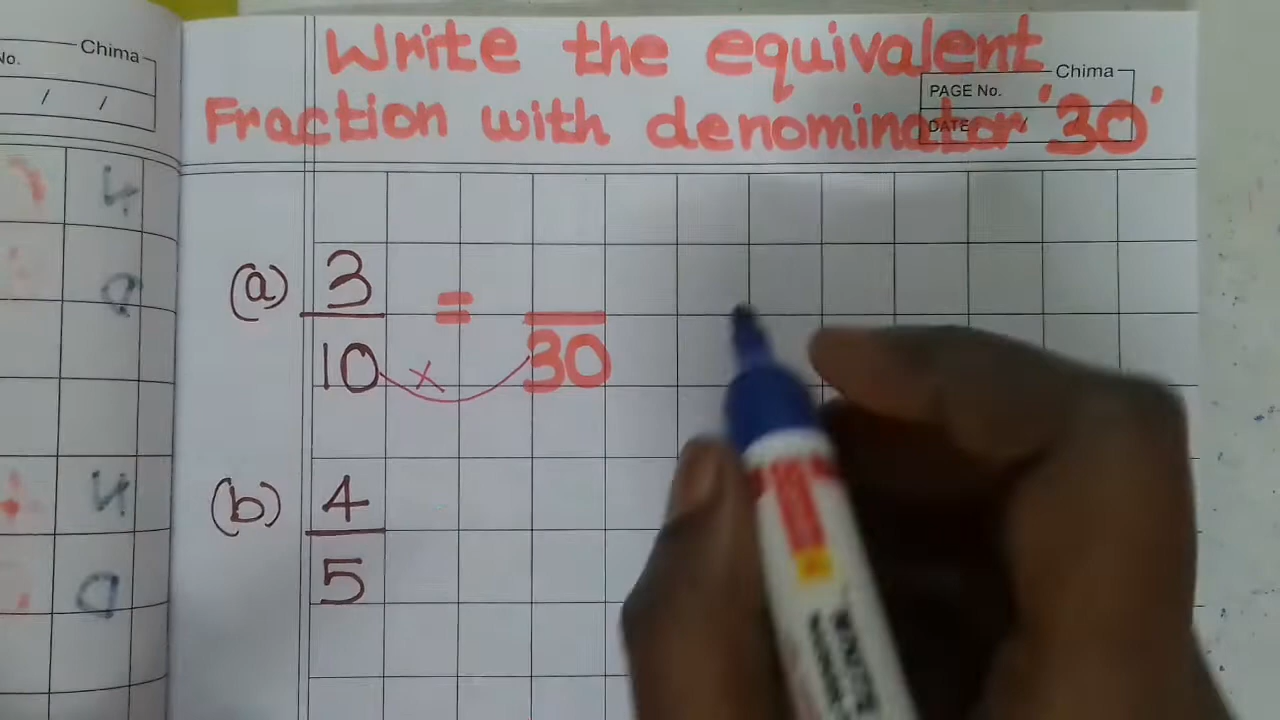 No. Chima
/ /
Write the equivalent
Chima
PAGE No.
Fraction with denominator '30'
DATE / 
(a) 3
=
10 × 30
(b) 4
5